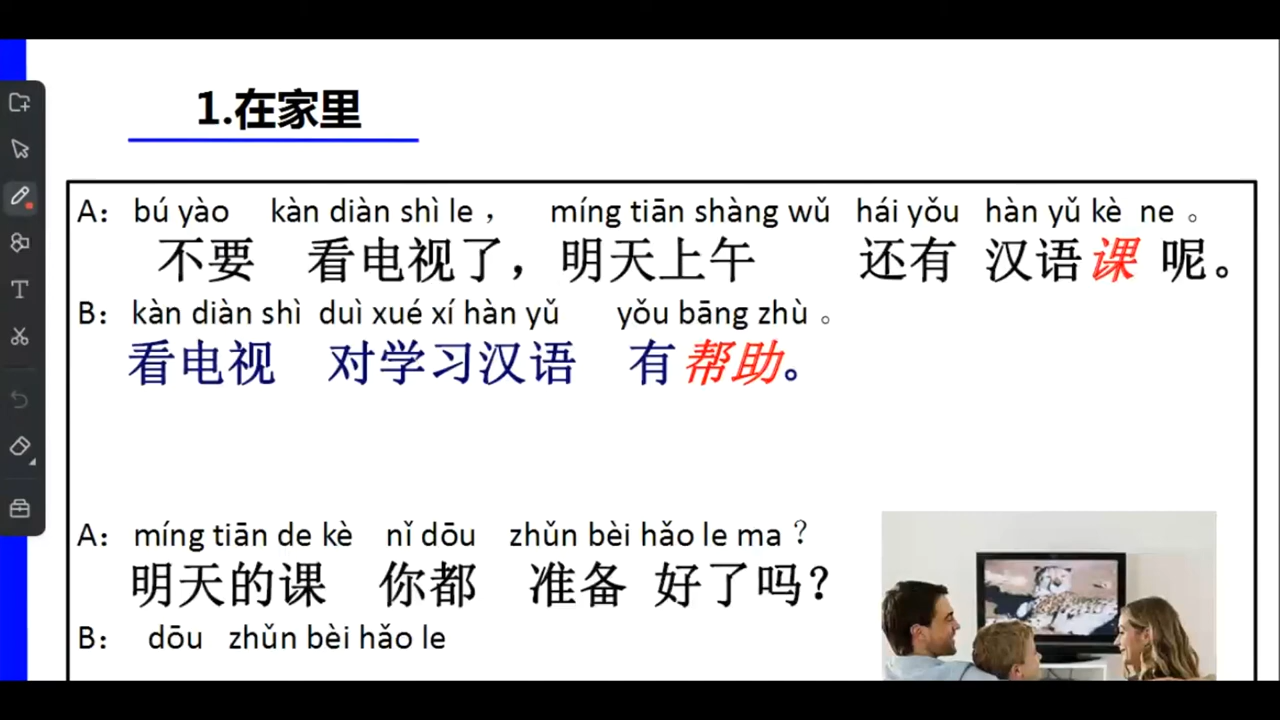 1.在家里
A： bú yào kàn diàn shì le， míng tiān shàng wǔ hái yǒu hàn yǔ kè ne。
不要 看电视了，明天上午 还有 汉语课 呢。
B： kàn diàn shì duì xué xí hàn yǔ yǒu bāng zhù。
看电视 对学习汉语 有帮助。
A： míng tiān de kè nǐ dōu zhǔn bèi hǎo le ma？
明天的课 你都 准备 好了吗？
B： dōu zhǔn bèi hǎo le